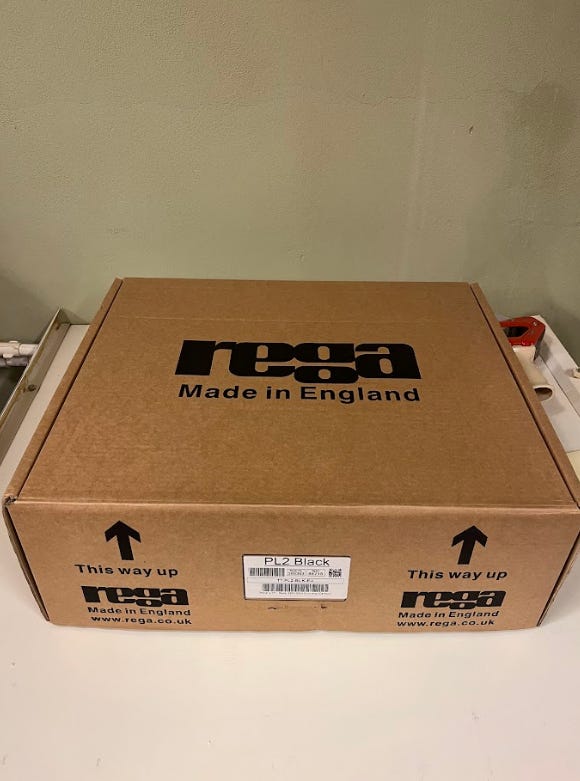 rega
Made in England
This way up
rega
Made in England
www.rega.co.uk
PL2 Black
This way up
rega
Made in England
www.rega.co.uk